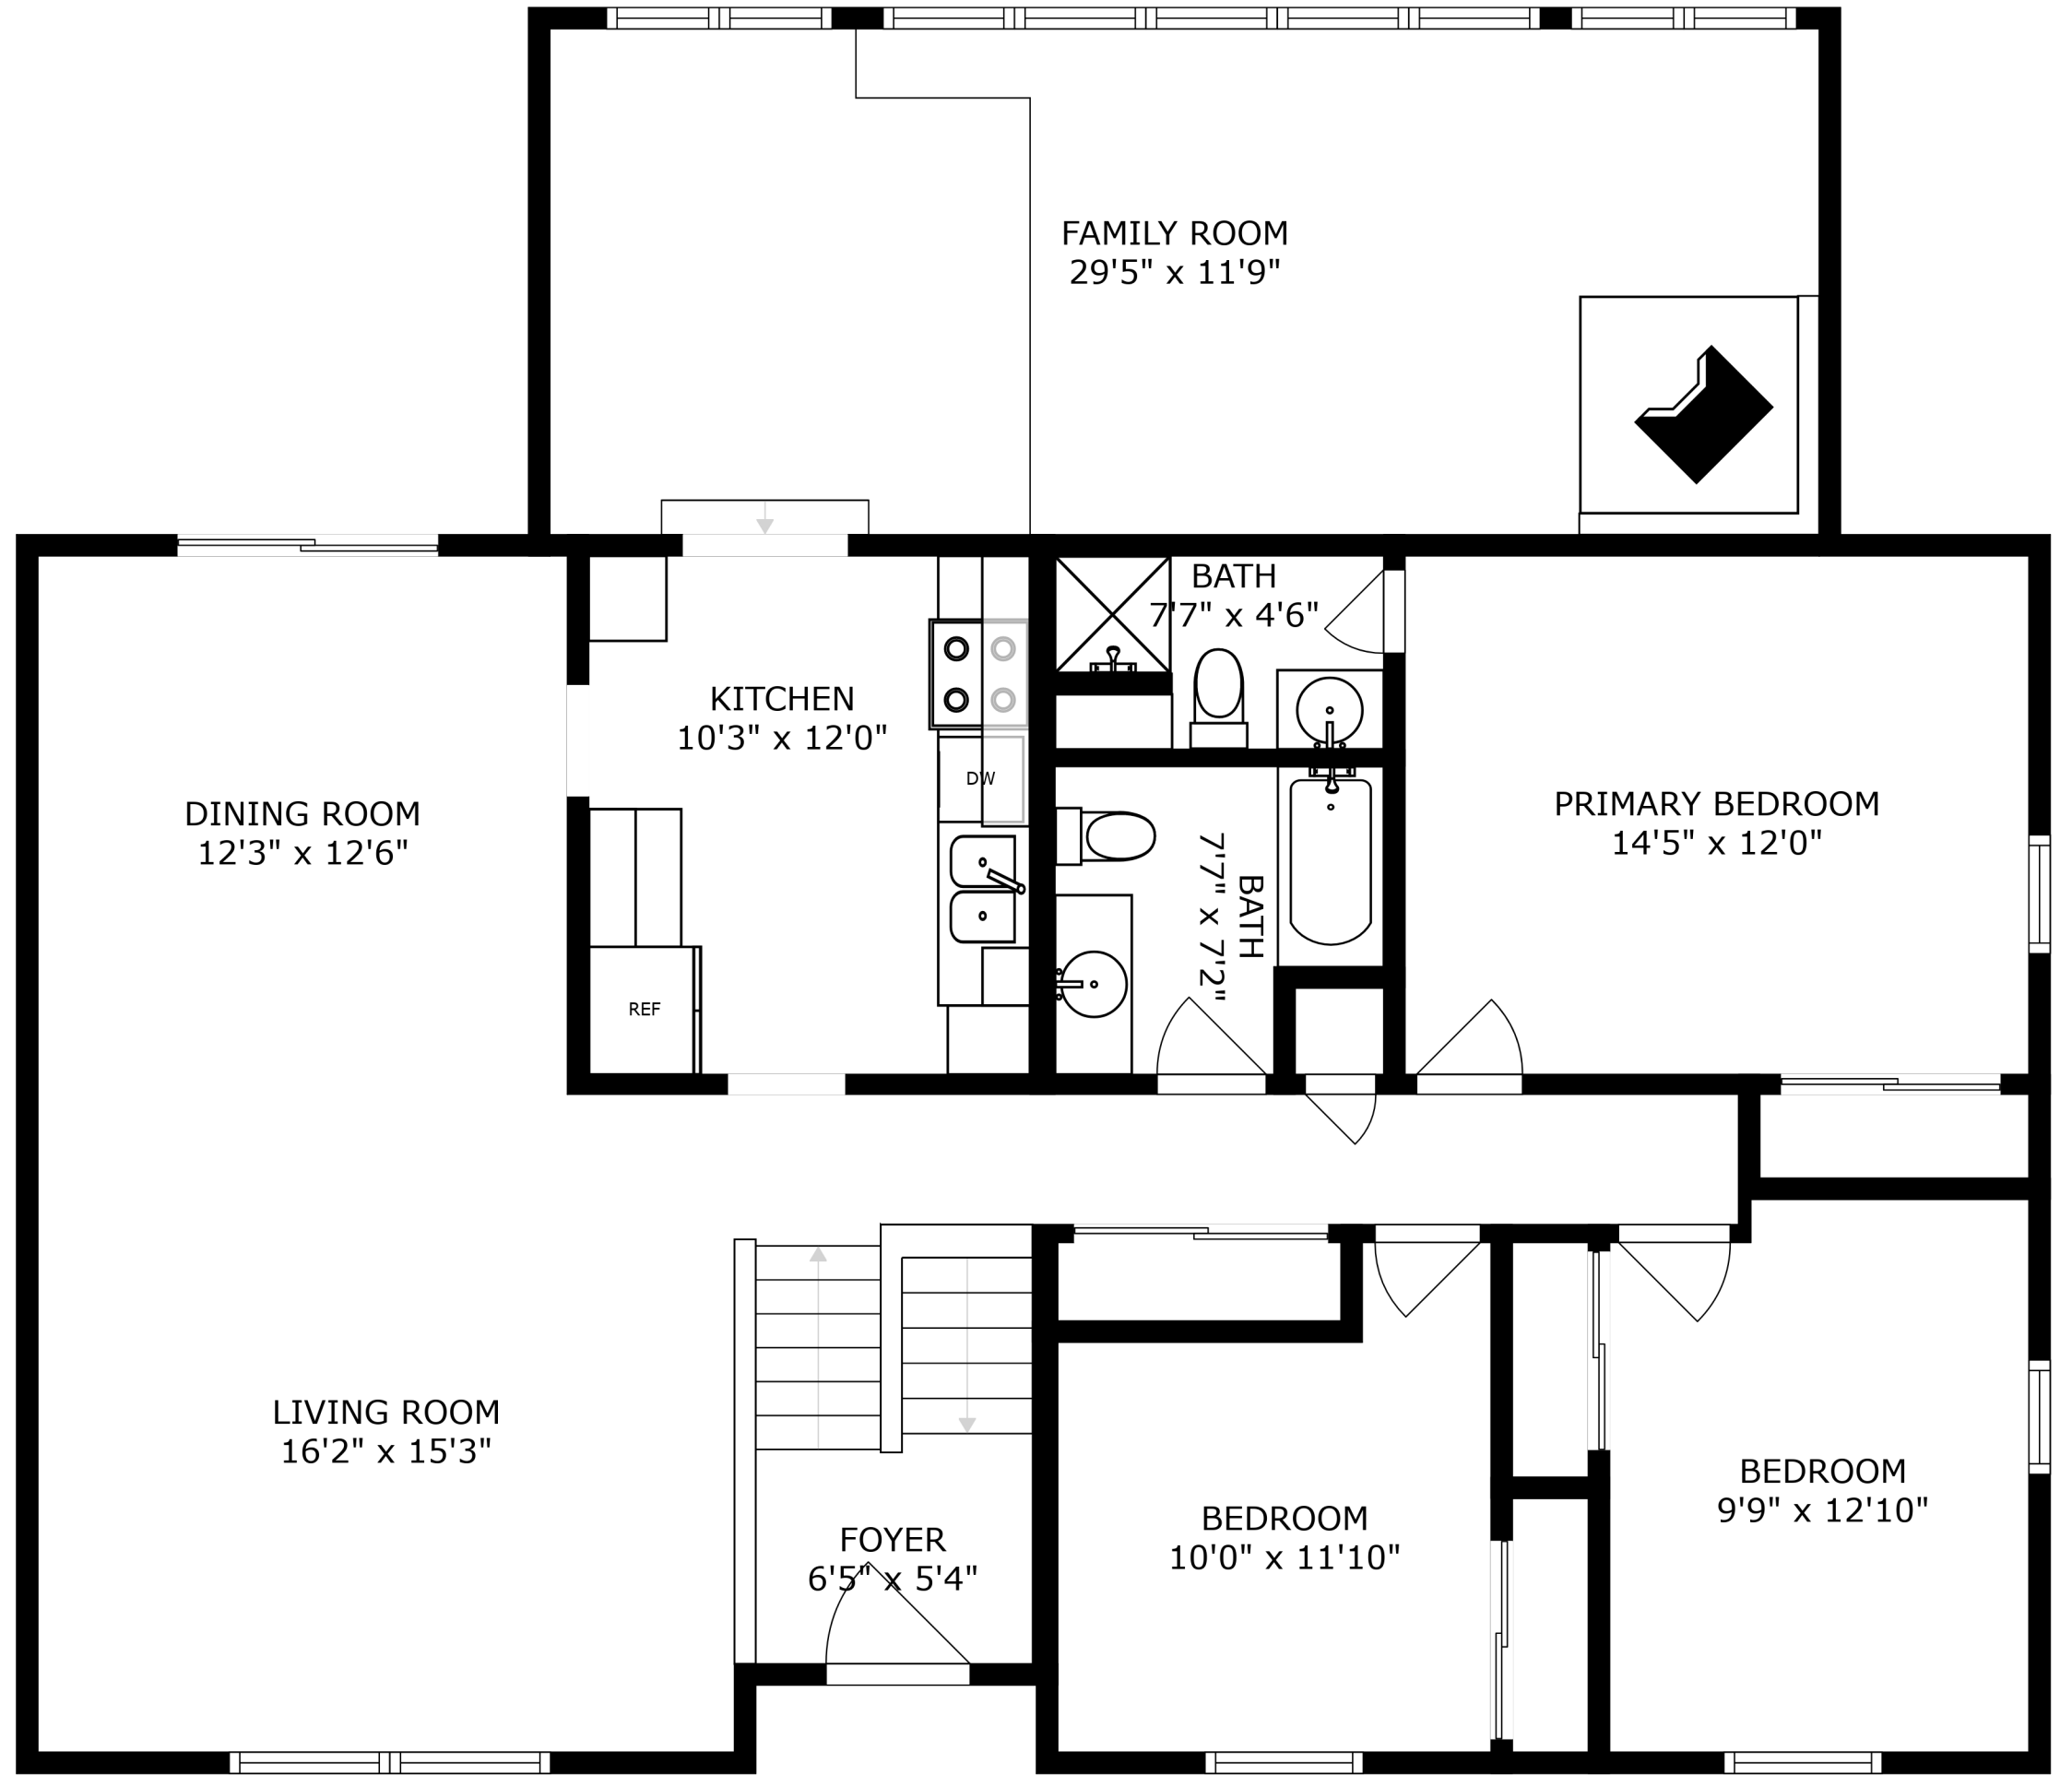 FAMILY ROOM
29'5" x 11'9"
BATH
7'7" x 4'6"
KITCHEN
10'3" x 12'0"
DW
DINING ROOM
12'3" x 12'6"
PRIMARY BEDROOM
14'5" x 12'0"
BATH
7'7" x 7'2"
REF
LIVING ROOM
16'2" x 15'3"
BEDROOM
9'9" x 12'10"
BEDROOM
10'0" x 11'10"
FOYER
6'5" x 5'4"